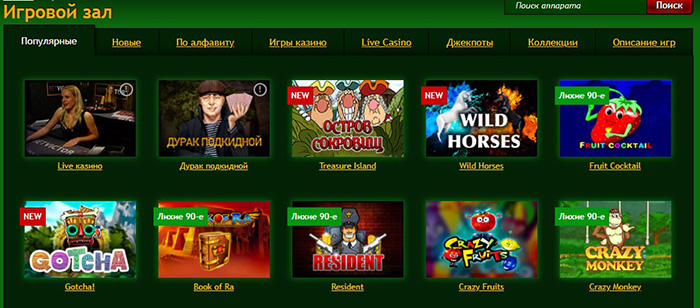 Игровой зал
Поиск аппарата
Поиск
Популярные
Новые
По алфавиту
Игры казино
Live Casino
Джекпоты
Коллекции
Описание игр
Live казино
ДУРАК ПОДКИДНОЙ
Дурак подкидной
NEW
ОСТРОВ
СОКРОВИЩ
Treasure Island
NEW
WILD
HORSES
Wild Horses
Лихие 90-е
FRUIT COCKTAIL
Fruit Cocktail
NEW
GOTCHA
Gotcha!
Лихие 90-е
Book of Ra
Лихие 90-е
RESIDENT
Resident
CRAZY
FRUITS
Crazy Fruits
Лихие 90-е
CRAZY
MONKEY
Crazy Monkey